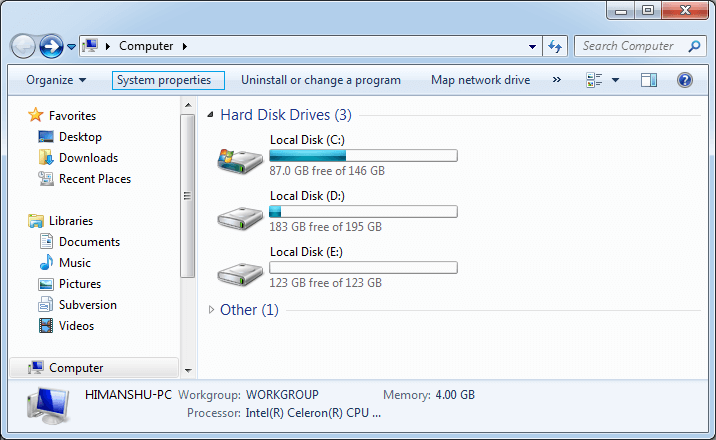 Computer
Search Computer
Organize System properties Uninstall or change a program Map network drive »
Favorites
Desktop
Downloads
Recent Places
Libraries
Documents
Music
Pictures
Subversion
Videos
Computer
Hard Disk Drives (3)
Local Disk (C:)
87.0 GB free of 146 GB
Local Disk (D:)
183 GB free of 195 GB
Local Disk (E:)
123 GB free of 123 GB
Other (1)
HIMANSHU-PC Workgroup: WORKGROUP Memory: 4.00 GB
Processor: Intel(R) Celeron(R) CPU ...